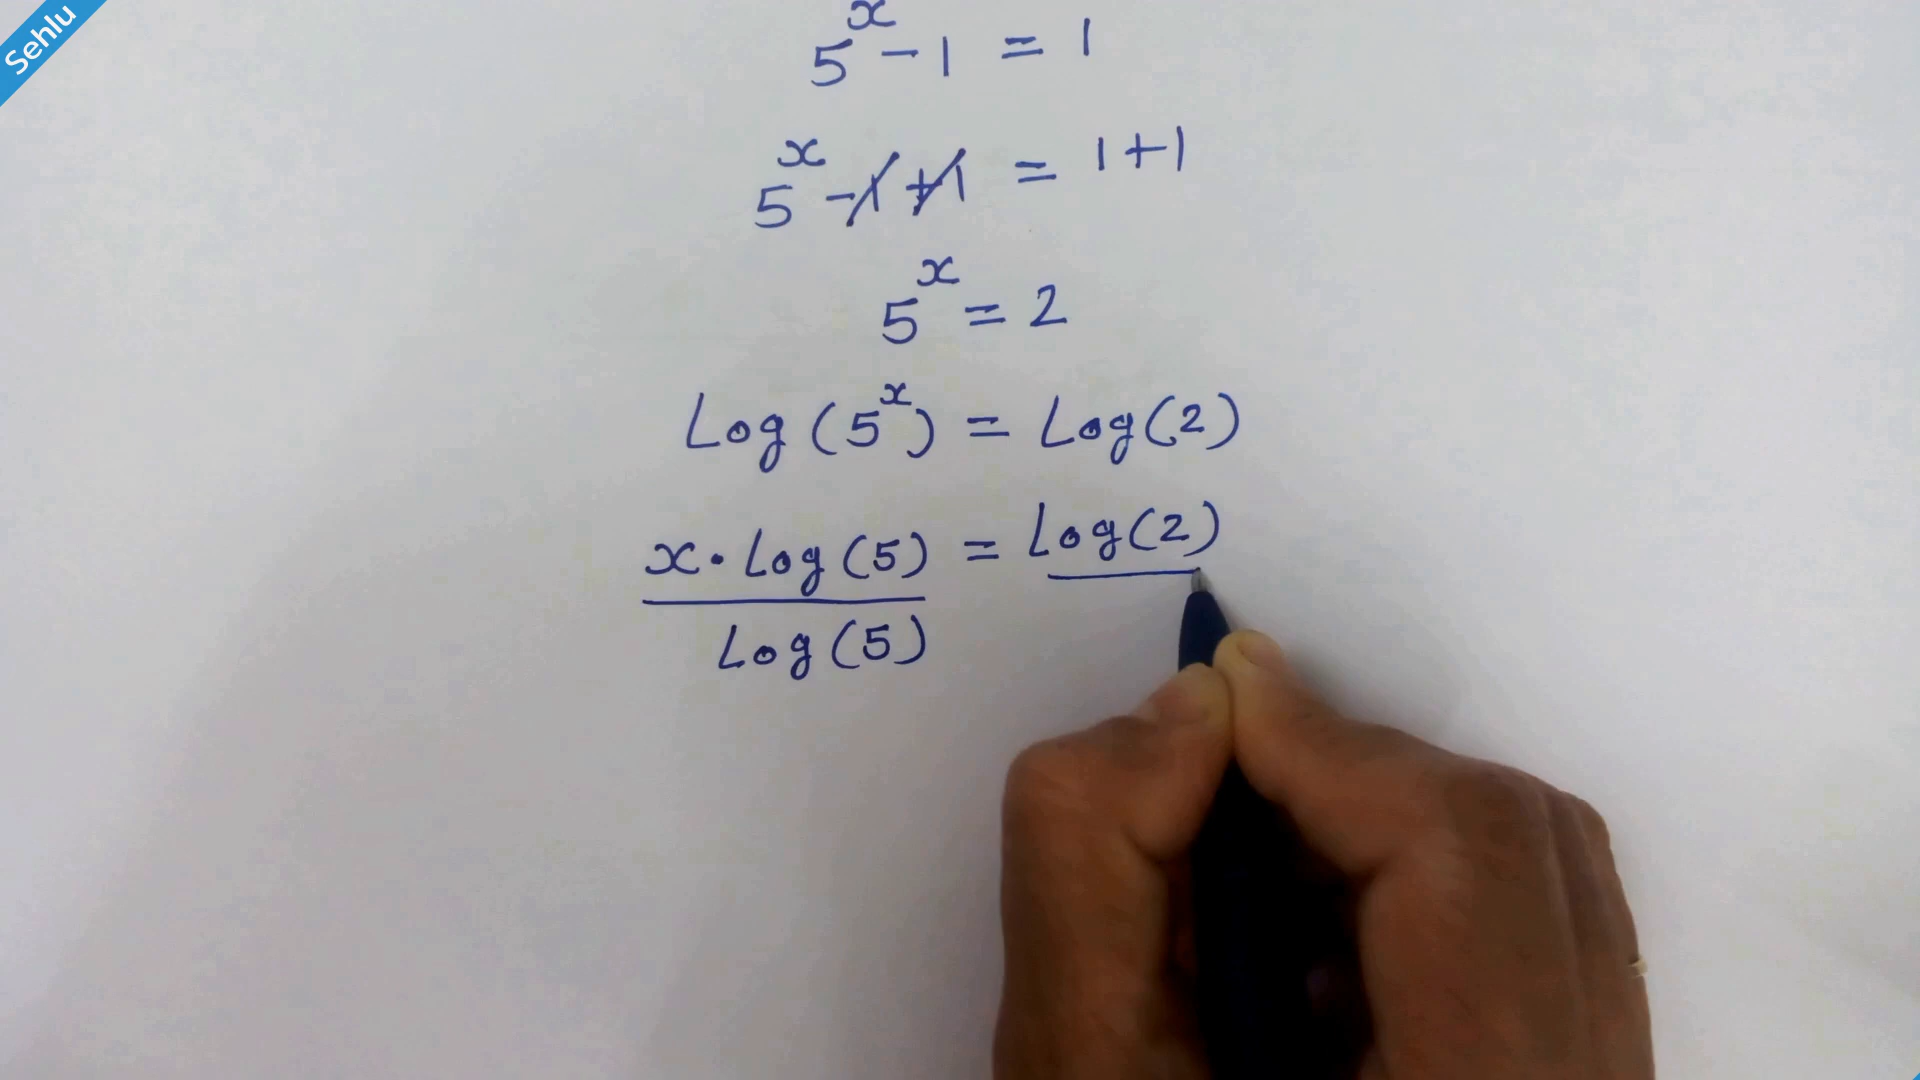 Sehlu
5^x - 1 = 1
5^x - 1 + 1 = 1 + 1
5^x = 2
Log (5^x) = Log (2)
x · Log (5) = Log (2)
Log (5)